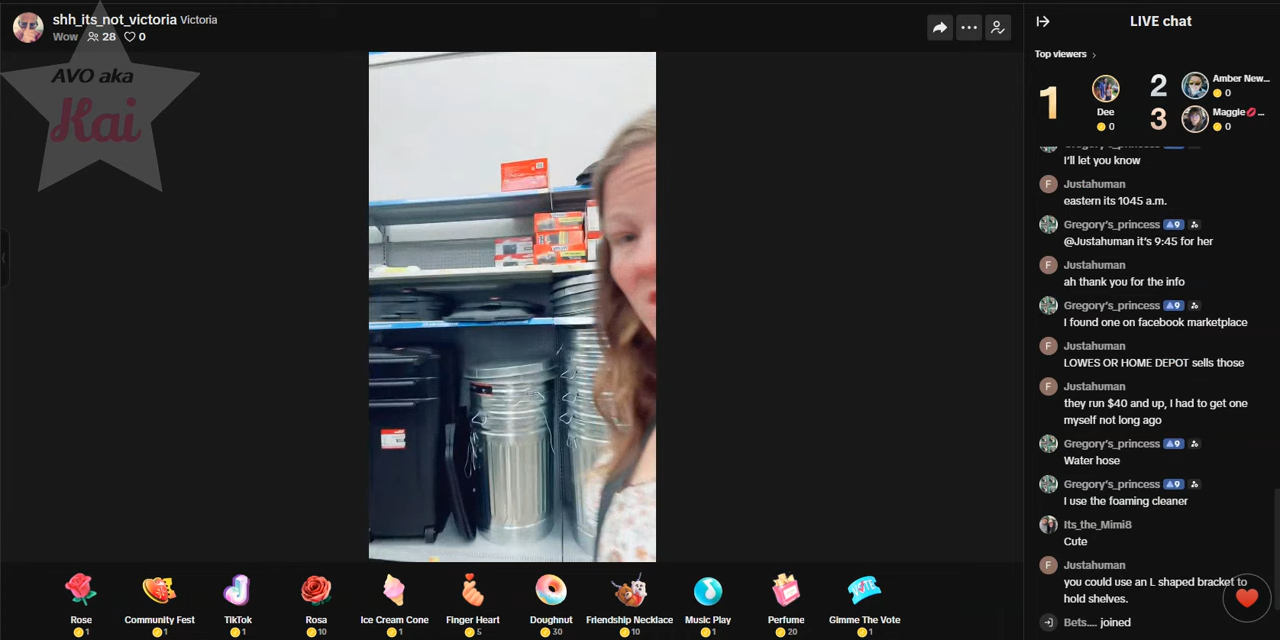 shh_its_not_victoria Victoria
Wow 28 0
AVO aka
Kai
LIVE chat
Top viewers
1 Dee 0
2 Amber New... 0
3 Maggie💋 ... 0
Gregory's_princess
I'll let you know
F Justahuman
eastern its 1045 a.m.
Gregory's_princess 9
@Justahuman it's 9:45 for her
F Justahuman
ah thank you for the info
Gregory's_princess 9
I found one on facebook marketplace
F Justahuman
LOWES OR HOME DEPOT sells those
F Justahuman
they run $40 and up, I had to get one
myself not long ago
Gregory's_princess 9
Water hose
Gregory's_princess 9
I use the foaming cleaner
Its_the_Mimi8
Cute
F Justahuman
you could use an L shaped bracket to
hold shelves.
Bets.... joined
VOTE
Rose Community Fest TikTok Rosa Ice Cream Cone Finger Heart Doughnut Friendship Necklace Music Play Perfume Gimme The Vote
1 1 1 10 1 5 30 10 1 20 1